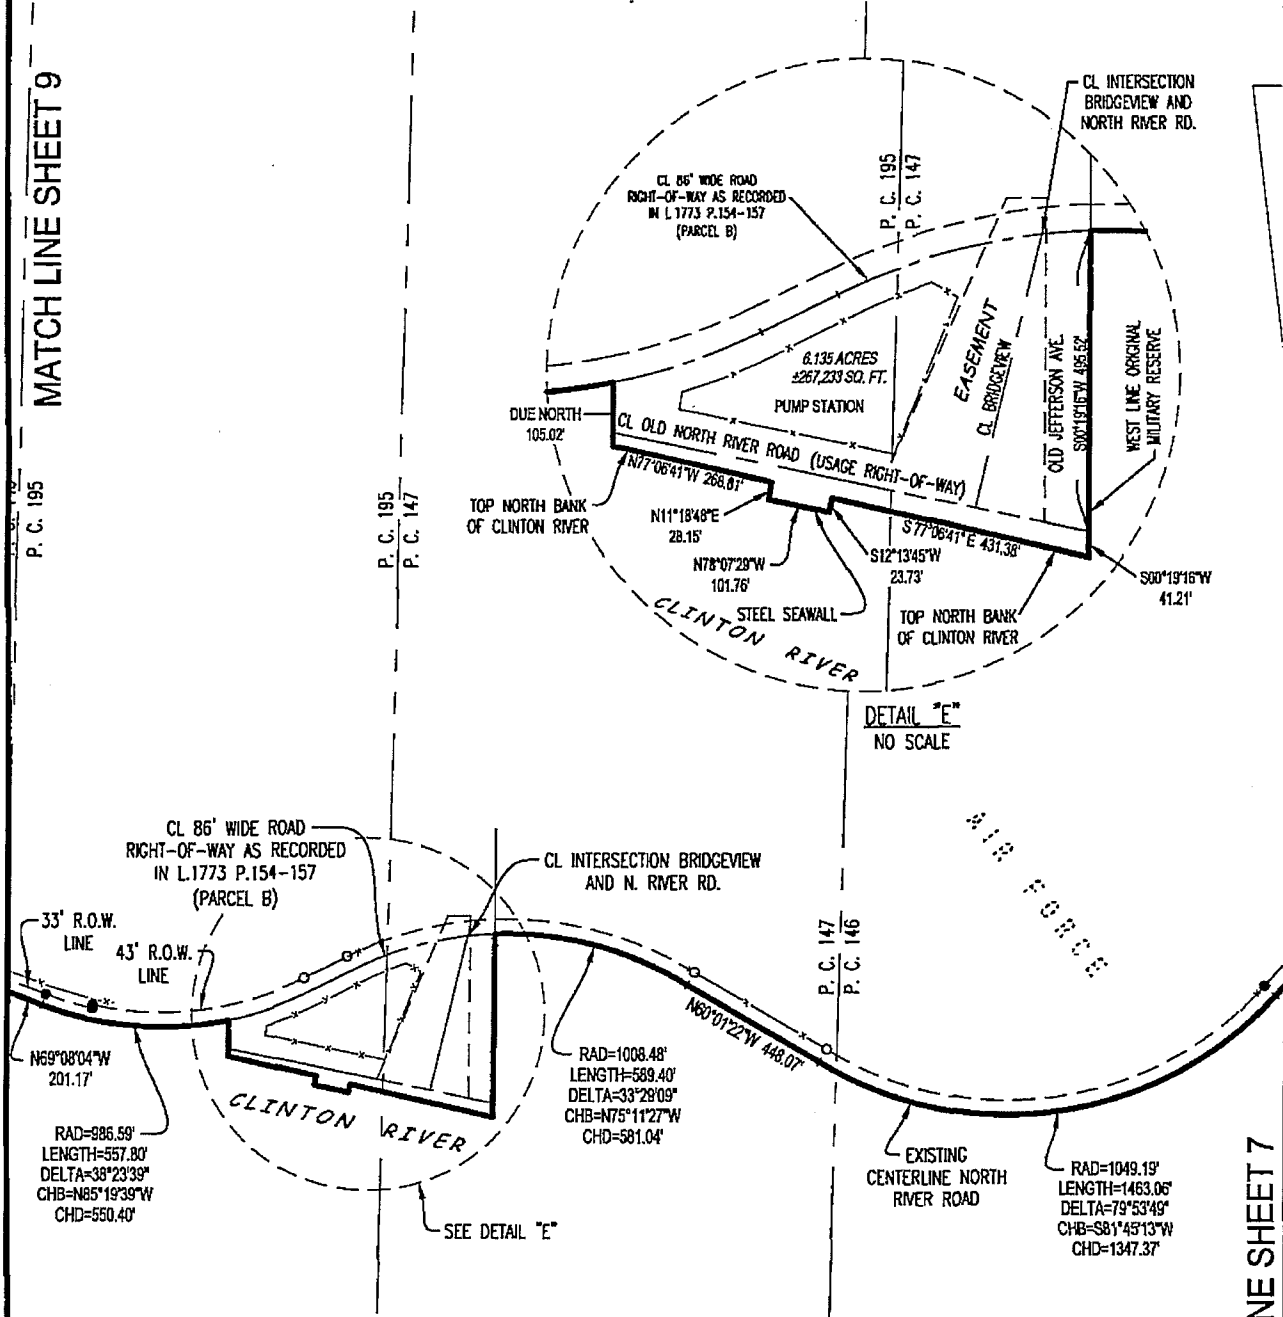 MATCH LINE SHEET 9
P. C. 195
P. C. 195
P. C. 147
CL INTERSECTION
BRIDGEVIEW AND
NORTH RIVER RD.
P. C. 195
P. C. 147
CL 86' WIDE ROAD
RIGHT-OF-WAY AS RECORDED
IN L.1773 P.154-157
(PARCEL B)
6.135 ACRES
±267,233 SQ. FT.
PUMP STATION
EASEMENT
CL BRIDGEVIEW
OLD JEFFERSON AVE.
S00°19'16"W 495.52'
WEST LINE ORIGINAL
MILITARY RESERVE
DUE NORTH
105.02'
CL OLD NORTH RIVER ROAD (USAGE RIGHT-OF-WAY)
N77°06'41"W 268.81'
TOP NORTH BANK
OF CLINTON RIVER
N11°18'48"E
28.15'
N78°07'29"W
101.76'
S12°13'45"W
23.73'
S 77°06'41" E 431.38'
S00°19'16"W
41.21'
STEEL SEAWALL
TOP NORTH BANK
OF CLINTON RIVER
CLINTON RIVER
DETAIL "E"
NO SCALE
AIR FORCE
CL 86' WIDE ROAD
RIGHT-OF-WAY AS RECORDED
IN L.1773 P.154-157
(PARCEL B)
CL INTERSECTION BRIDGEVIEW
AND N. RIVER RD.
33' R.O.W.
LINE
43' R.O.W.
LINE
P. C. 147
P. C. 146
N69°08'04"W
201.17'
N60°01'22"W 448.07'
RAD=1008.48'
LENGTH=589.40'
DELTA=33°29'09"
CHB=N75°11'27"W
CHD=581.04'
CLINTON RIVER
RAD=986.59'
LENGTH=557.80'
DELTA=38°23'39"
CHB=N85°19'39"W
CHD=550.40'
EXISTING
CENTERLINE NORTH
RIVER ROAD
RAD=1049.19'
LENGTH=1463.06'
DELTA=79°53'49"
CHB=S81°45'13"W
CHD=1347.37'
SEE DETAIL "E"
NE SHEET 7